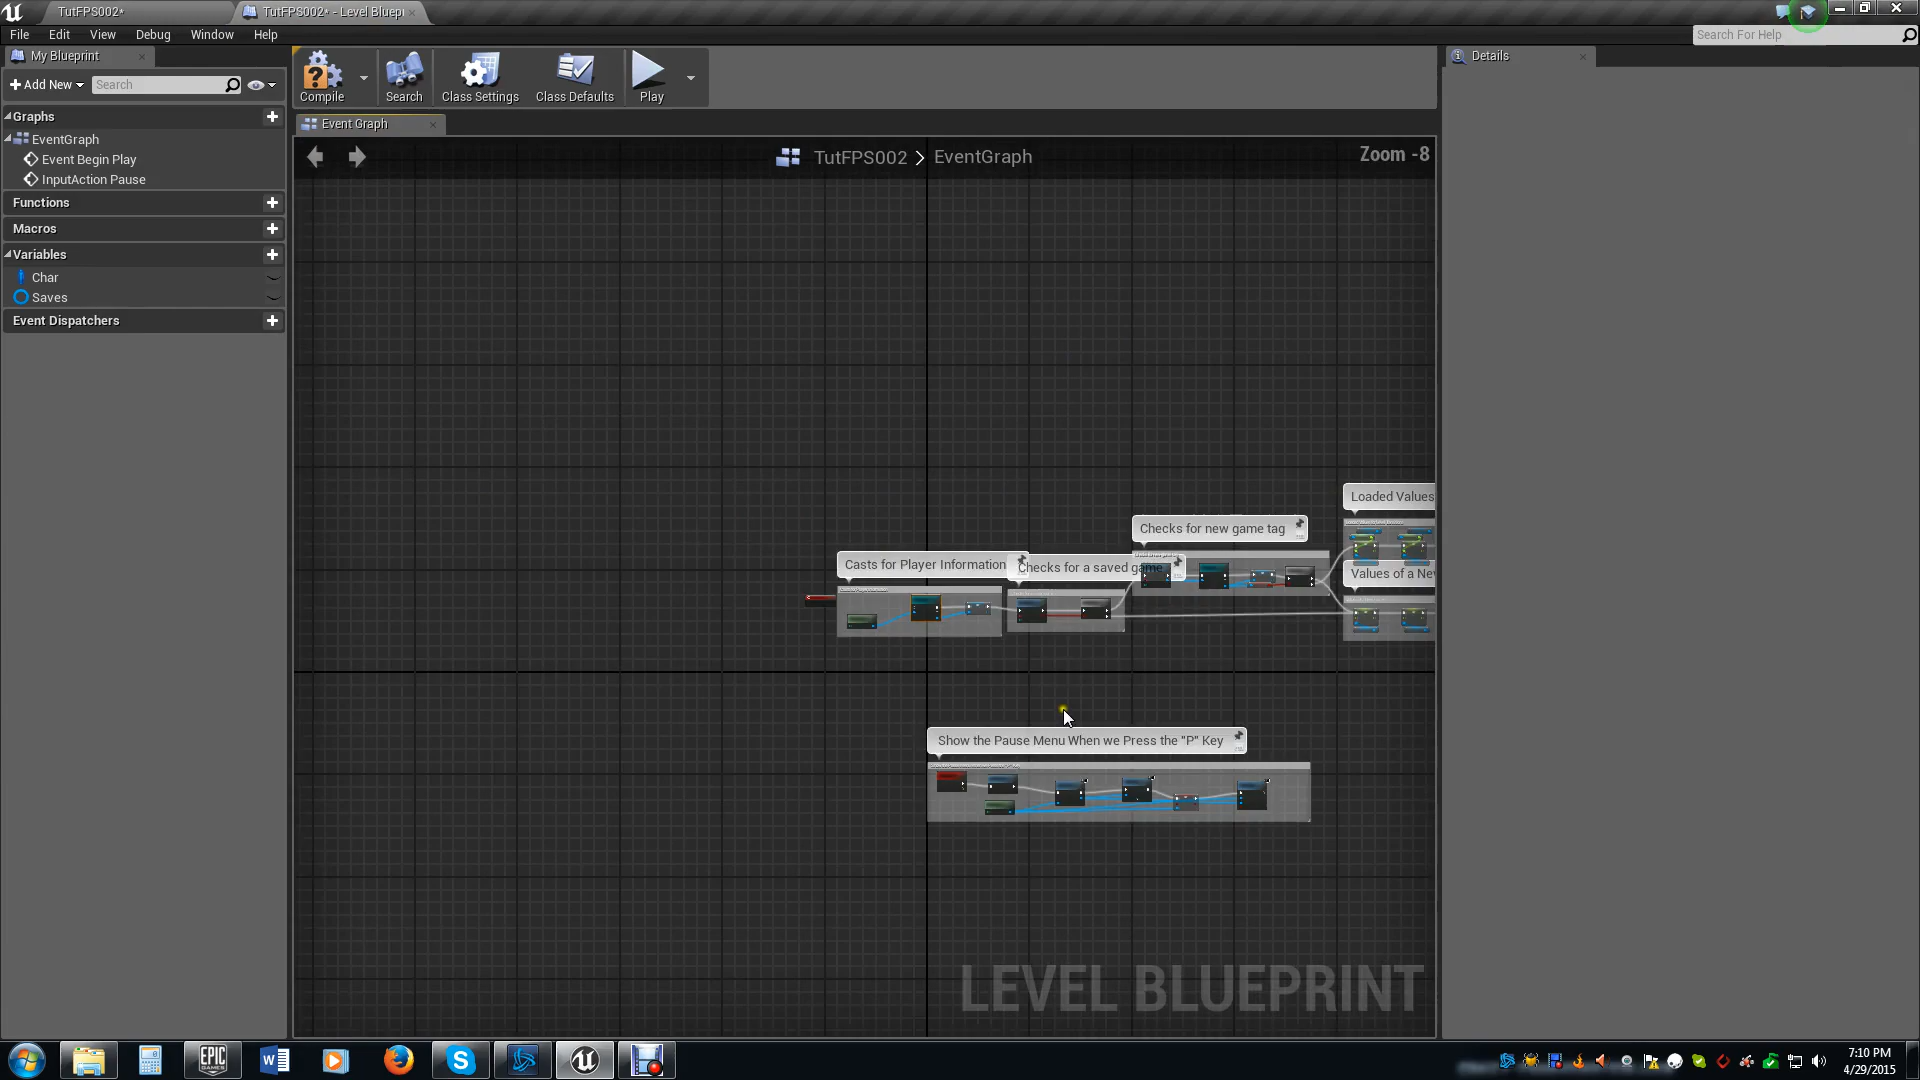 TutFPS002*
TutFPS002* - Level Bluepi
File Edit View Debug Window Help
Search For Help
My Blueprint
Details
Add New
Search
Compile
Search
Class Settings
Class Defaults
Play
Graphs
Event Graph
EventGraph
Event Begin Play
InputAction Pause
TutFPS002 > EventGraph
Zoom -8
Functions
Macros
Variables
Char
Saves
Event Dispatchers
Loaded Values
Checks for new game tag
Casts for Player Information
Checks for a saved game
Values of a Ne
Show the Pause Menu When we Press the "P" Key
LEVEL BLUEPRINT
EPIC
GAMES
7:10 PM
4/29/2015